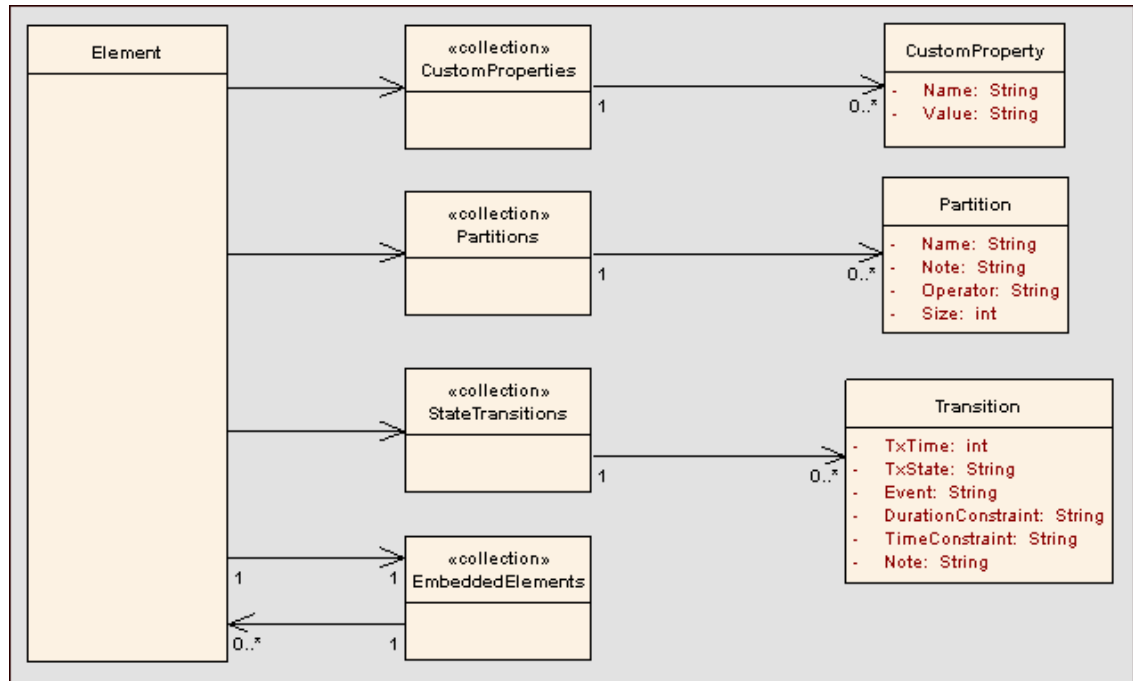 Element
«collection»
CustomProperties
1
0..*
CustomProperty
- Name: String
- Value: String
«collection»
Partitions
1
0..*
Partition
- Name: String
- Note: String
- Operator: String
- Size: int
«collection»
StateTransitions
1
0..*
Transition
- TxTime: int
- TxState: String
- Event: String
- DurationConstraint: String
- TimeConstraint: String
- Note: String
1
1
«collection»
EmbeddedElements
0..*
1